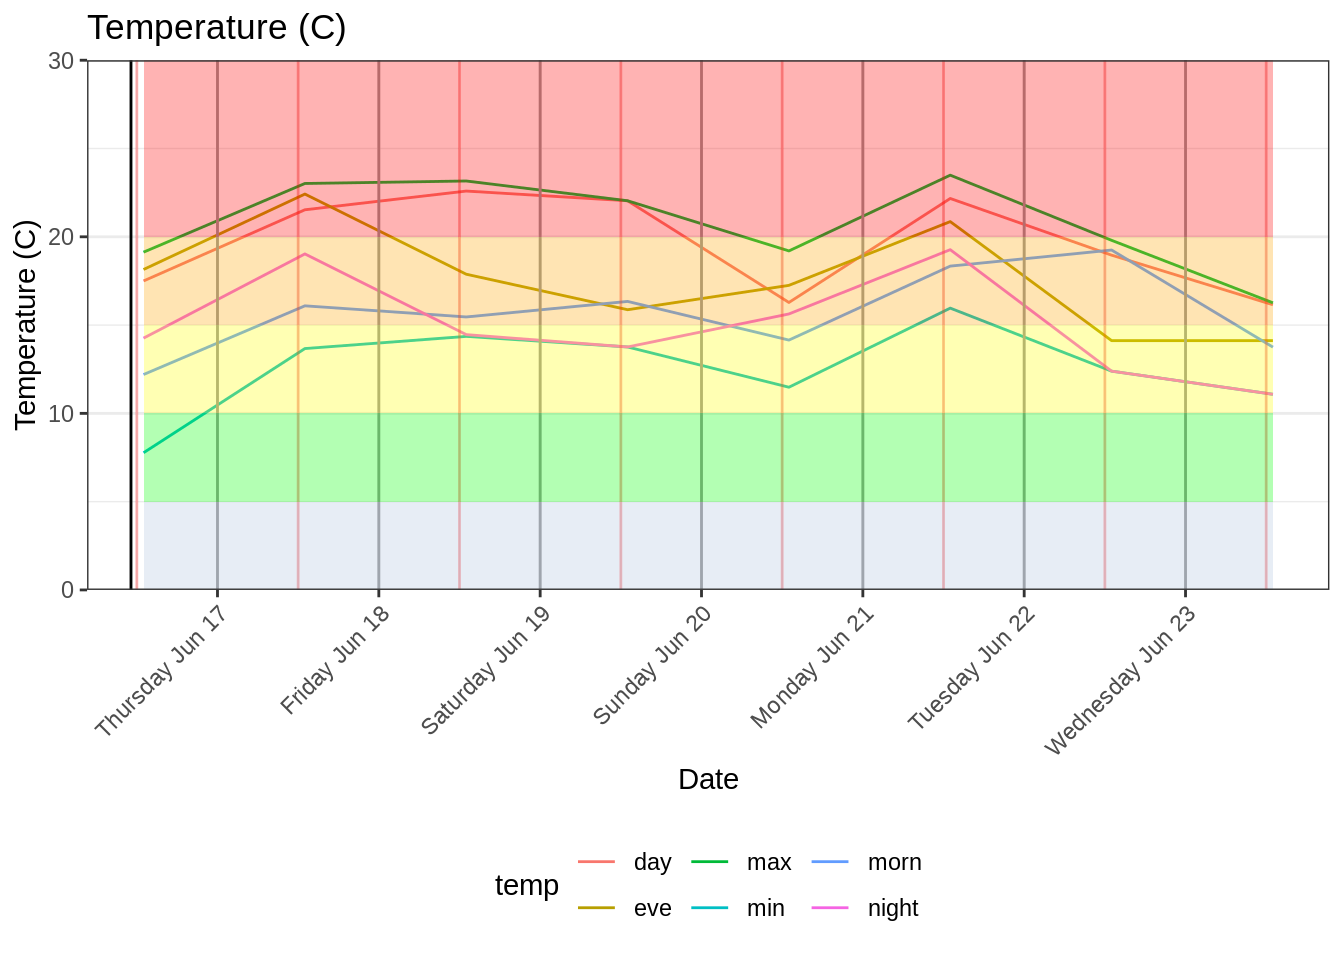 Temperature (C)
30
20
10
0
Temperature (C)
Thursday Jun 17
Friday Jun 18
Saturday Jun 19
Sunday Jun 20
Monday Jun 21
Tuesday Jun 22
Wednesday Jun 23
Date
temp
day max morn
eve min night